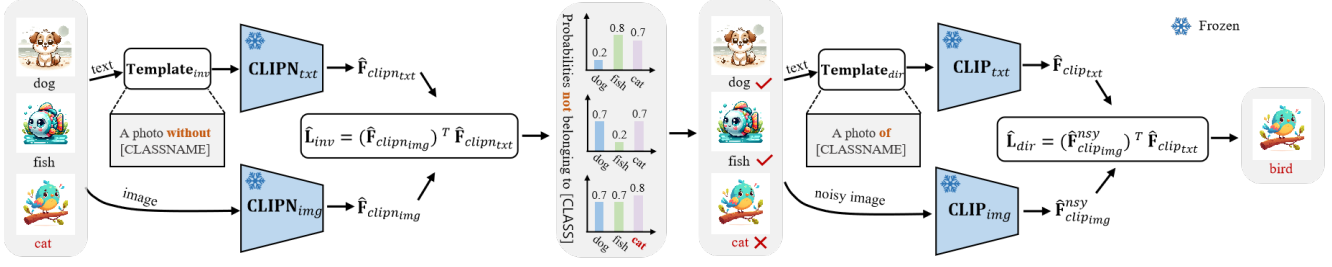 dog
fish
cat
text
image
Template_inv
A photo without
[CLASSNAME]
CLIPN_txt
CLIPN_img
F̂_clipn_txt
F̂_clipn_img
L̂_inv = (F̂_clipn_img)^T F̂_clipn_txt
Probabilities not belonging to [CLASS]
0.2 0.8 0.7
dog fish cat
0.7 0.2 0.7
dog fish cat
0.7 0.7 0.8
dog fish cat
dog ✓
fish ✓
cat ✗
text
noisy image
Template_dir
A photo of
[CLASSNAME]
CLIP_txt
CLIP_img
F̂_clip_txt
F̂^nsy_clip_img
L̂_dir = (F̂^nsy_clip_img)^T F̂_clip_txt
Frozen
bird